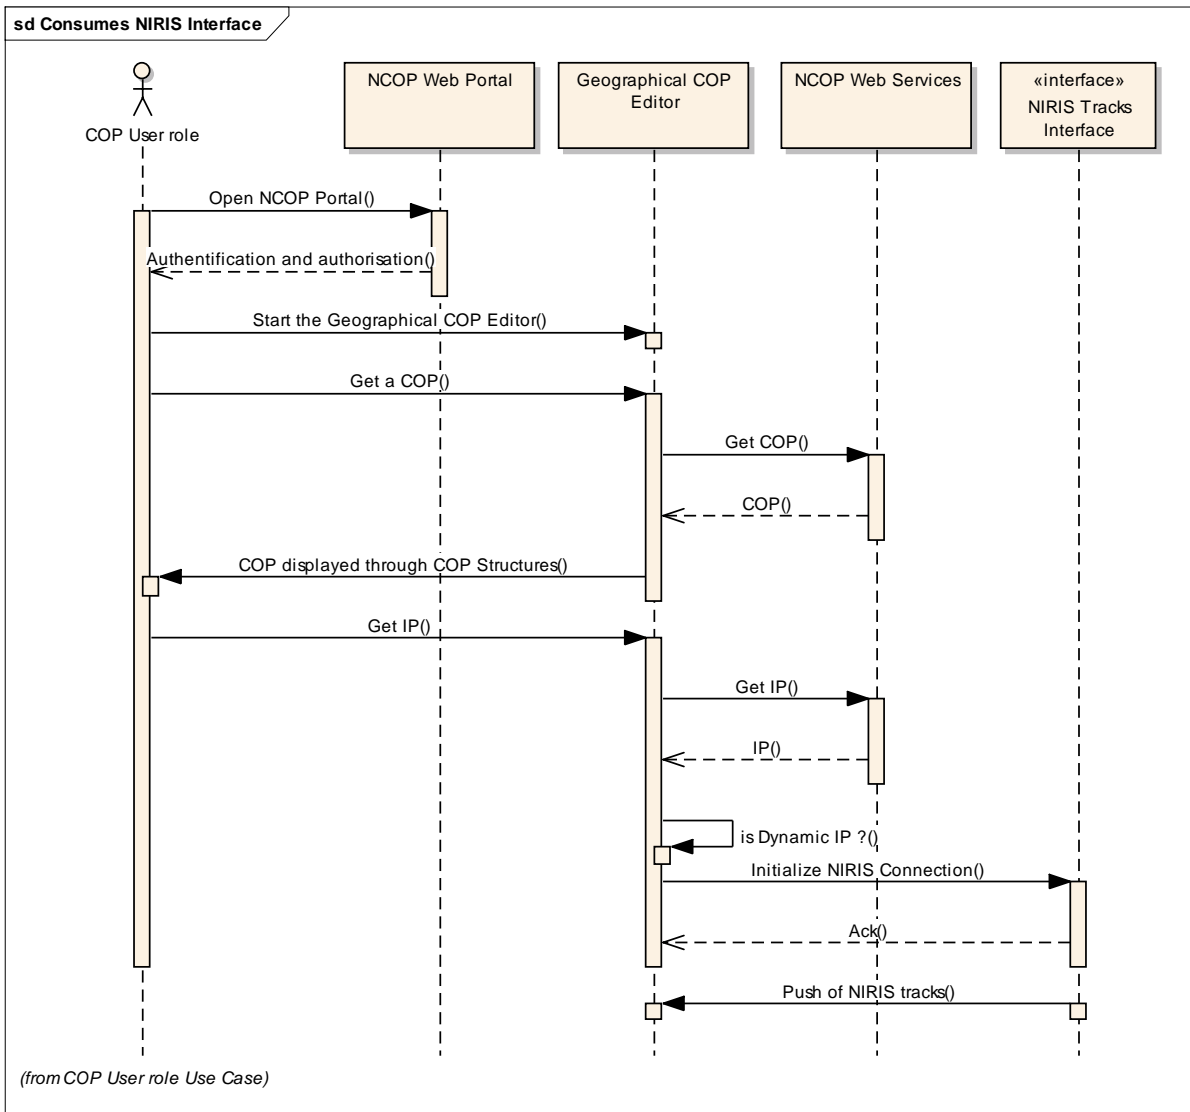 sd Consumes NIRIS Interface
COP User role
NCOP Web Portal
Geographical COP
Editor
NCOP Web Services
«interface»
NIRIS Tracks
Interface
Open NCOP Portal()
Authentification and authorisation()
Start the Geographical COP Editor()
Get a COP()
Get COP()
COP()
COP displayed through COP Structures()
Get IP()
Get IP()
IP()
is Dynamic IP ?()
Initialize NIRIS Connection()
Ack()
Push of NIRIS tracks()
(from COP User role Use Case)